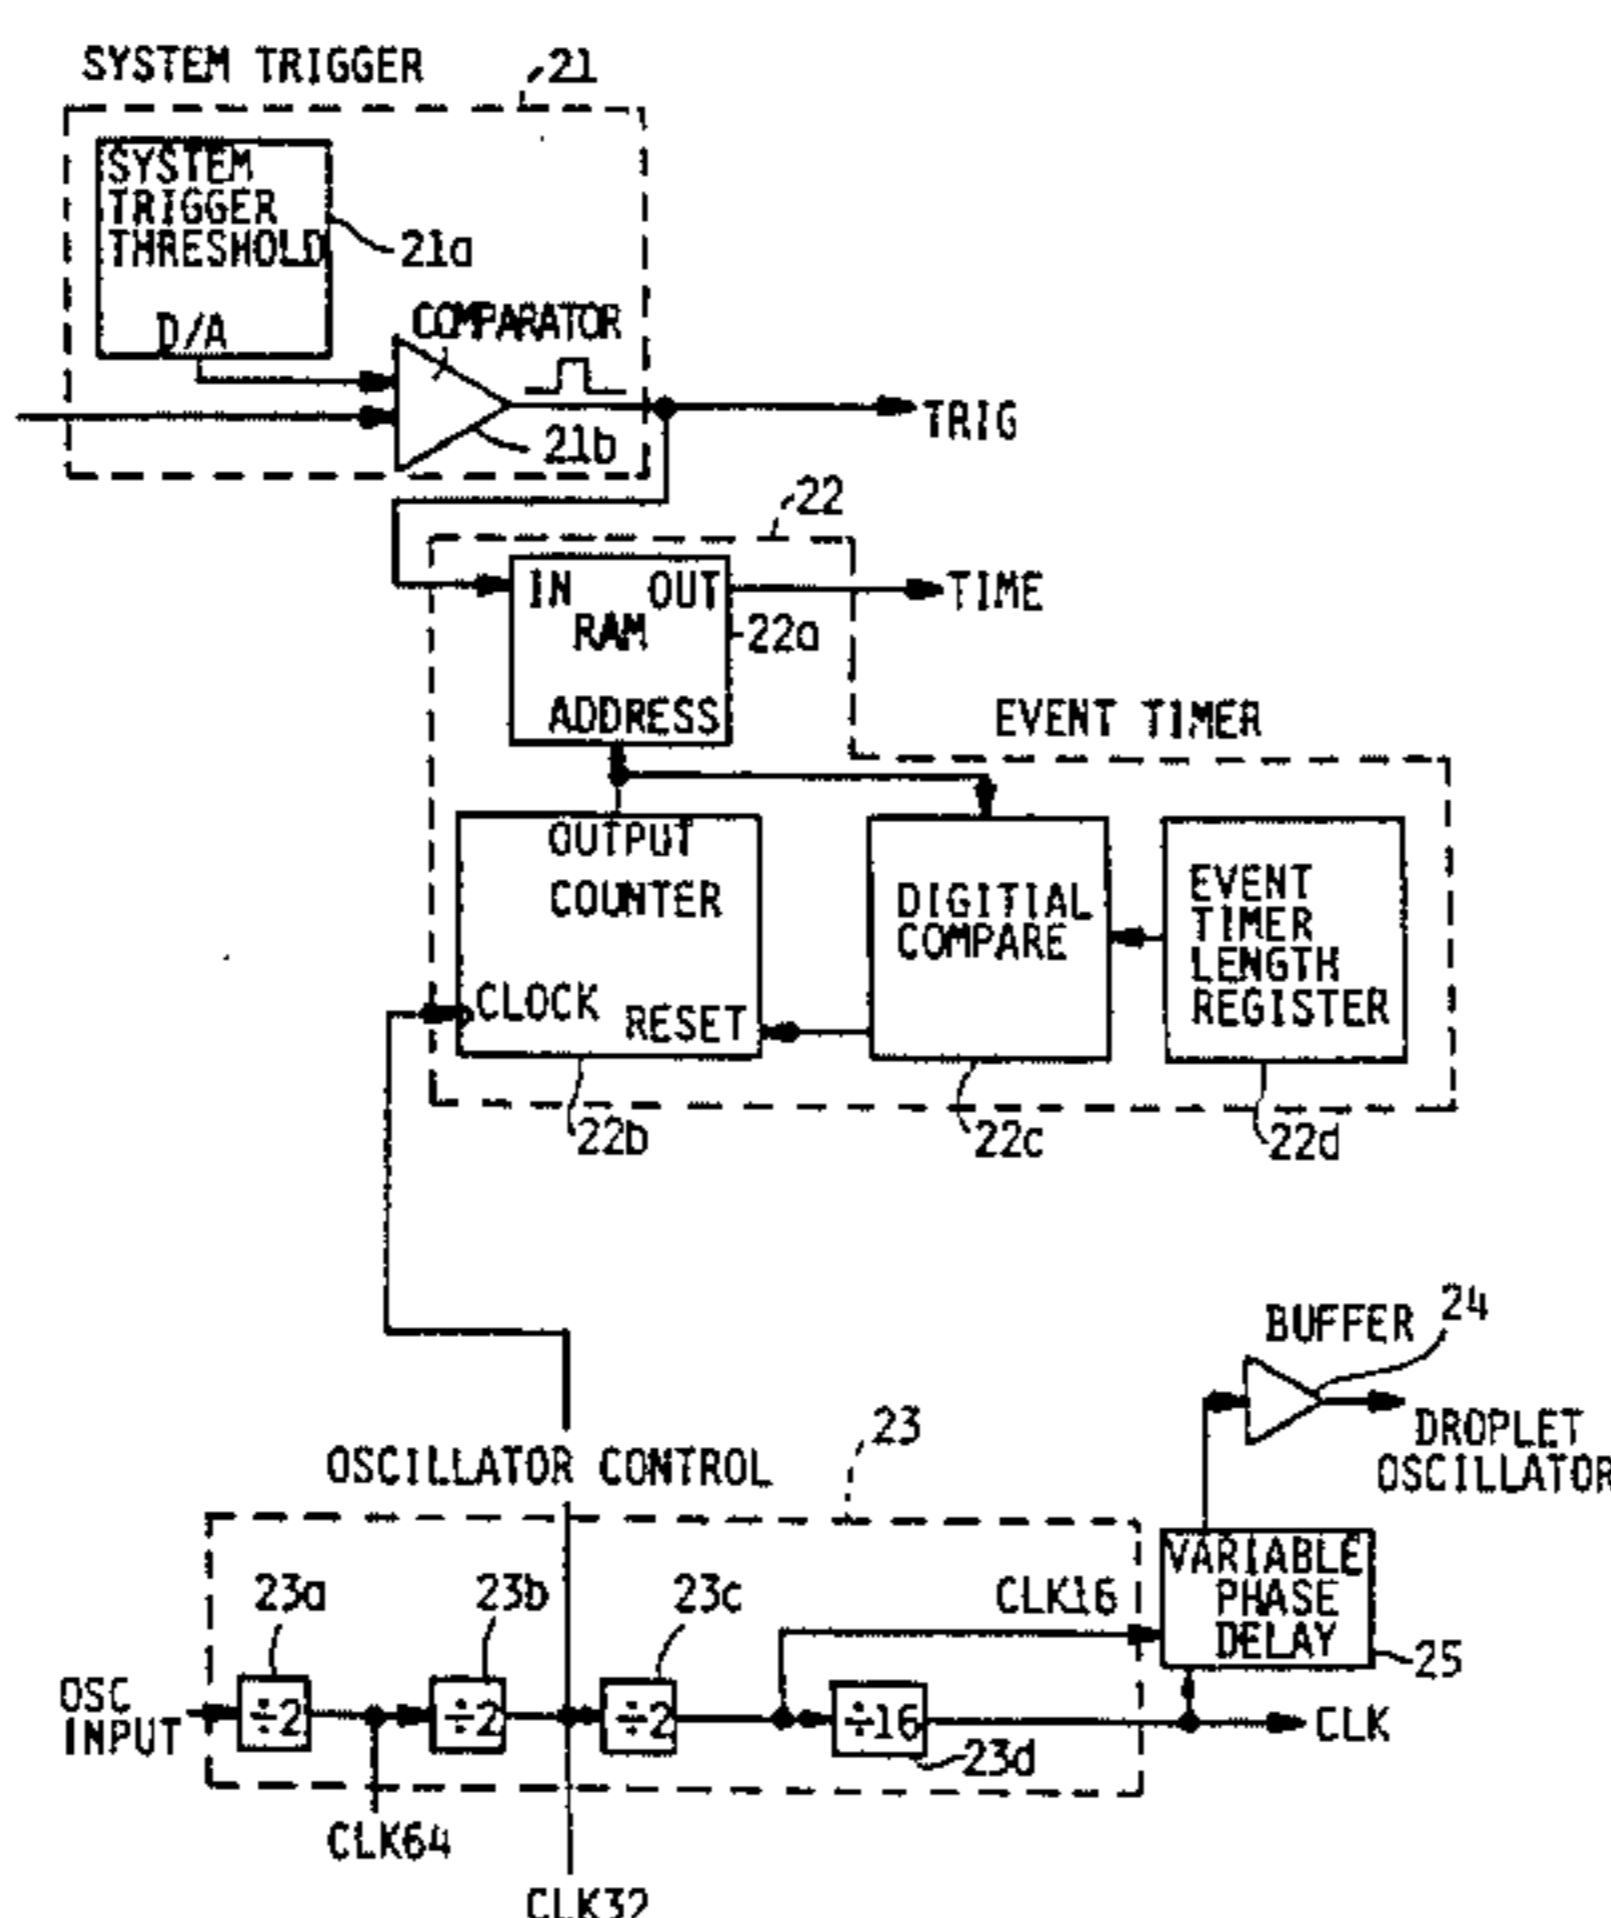 SYSTEM TRIGGER
21
SYSTEM
TRIGGER
THRESHOLD
21a
D/A
COMPARATOR
21b
TRIG
22
IN OUT
TIME
RAM
22a
ADDRESS
EVENT TIMER
OUTPUT
COUNTER
CLOCK
RESET
DIGITIAL
COMPARE
EVENT
TIMER
LENGTH
REGISTER
22b
22c
22d
BUFFER
24
DROPLET
OSCILLATOR
OSCILLATOR CONTROL
23
23a
23b
23c
CLK16
VARIABLE
PHASE
DELAY
25
OSC
INPUT
÷2
÷2
÷2
÷16
23d
CLK
CLK64
CLK32